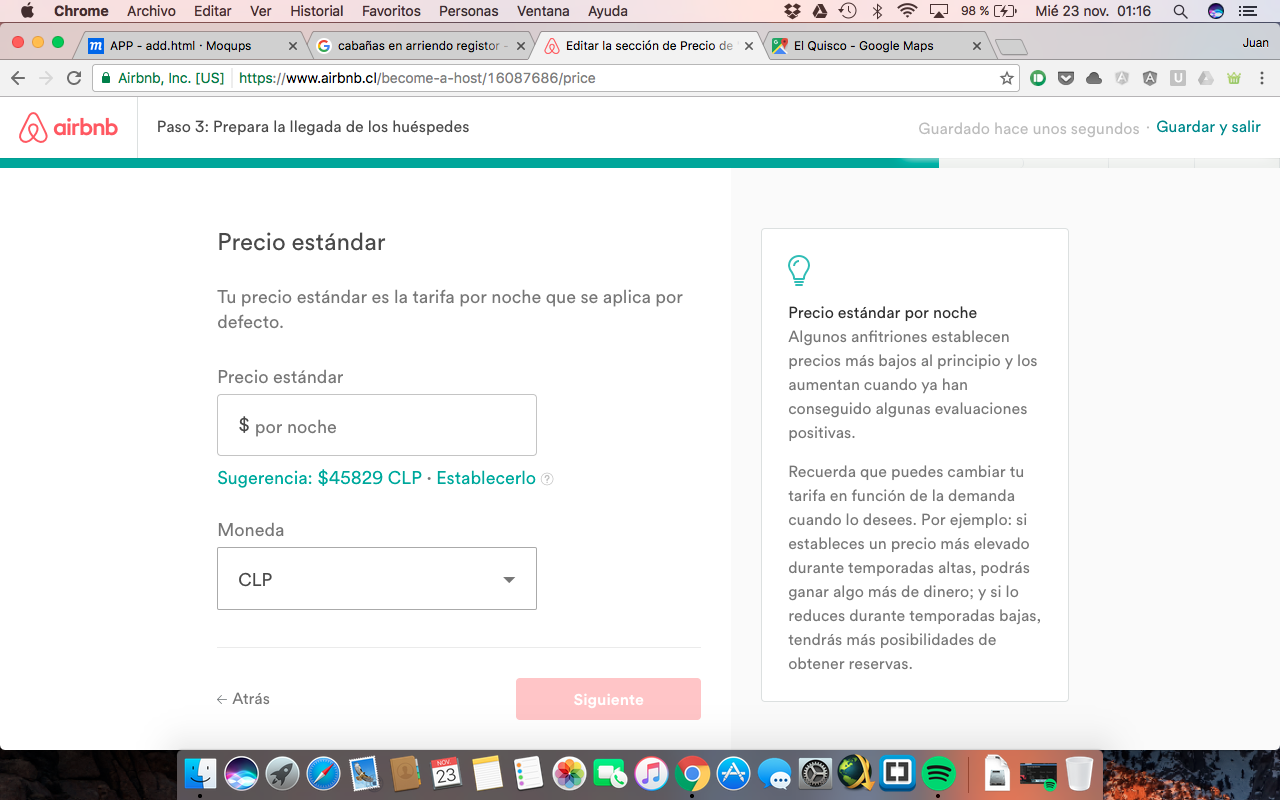 Chrome Archivo Editar Ver Historial Favoritos Personas Ventana Ayuda 98 % Mié 23 nov. 01:16
APP - add.html · Moqups
cabañas en arriendo registor -
Editar la sección de Precio de
El Quisco - Google Maps
Juan
Airbnb, Inc. [US] https://www.airbnb.cl/become-a-host/16087686/price
airbnb
Paso 3: Prepara la llegada de los huéspedes
Guardado hace unos segundos · Guardar y salir
Precio estándar
Tu precio estándar es la tarifa por noche que se aplica por
defecto.
Precio estándar
$ por noche
Sugerencia: $45829 CLP · Establecerlo ?
Moneda
CLP
← Atrás
Siguiente
Precio estándar por noche
Algunos anfitriones establecen
precios más bajos al principio y los
aumentan cuando ya han
conseguido algunas evaluaciones
positivas.
Recuerda que puedes cambiar tu
tarifa en función de la demanda
cuando lo desees. Por ejemplo: si
estableces un precio más elevado
durante temporadas altas, podrás
ganar algo más de dinero; y si lo
reduces durante temporadas bajas,
tendrás más posibilidades de
obtener reservas.
NOV
23